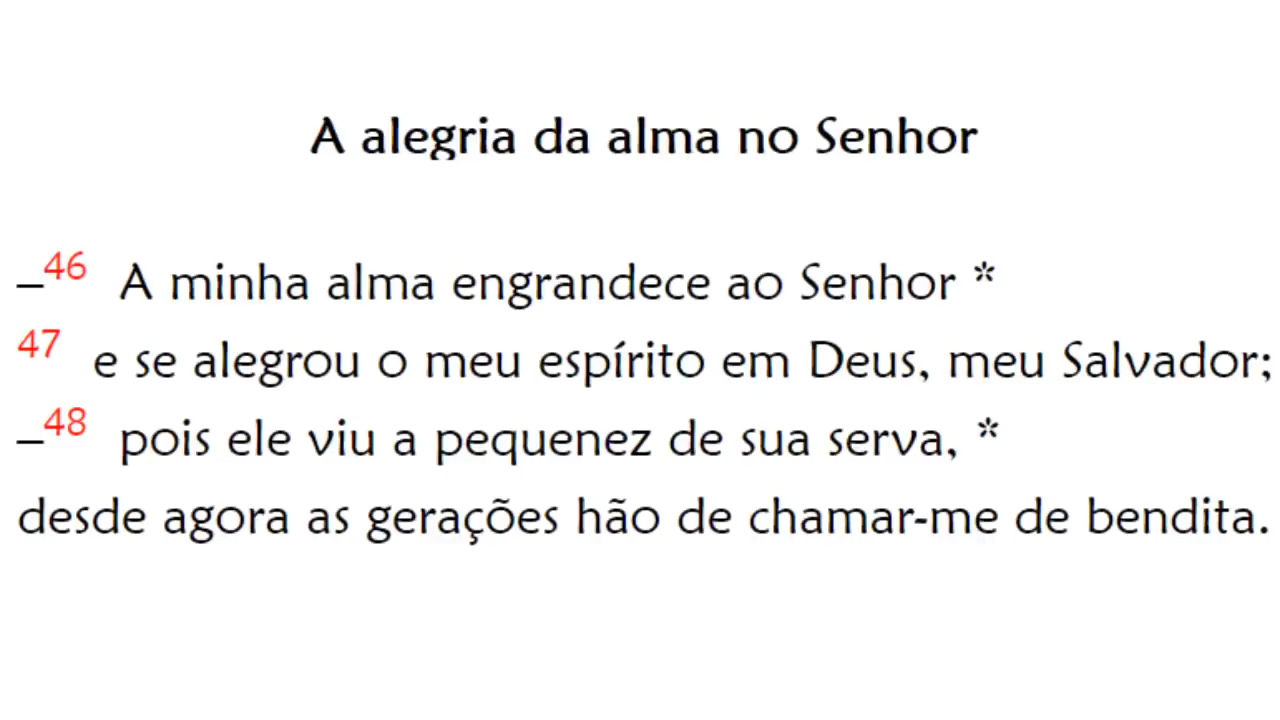 A alegria da alma no Senhor
–46 A minha alma engrandece ao Senhor *
47 e se alegrou o meu espírito em Deus, meu Salvador;
–48 pois ele viu a pequenez de sua serva, *
desde agora as gerações hão de chamar-me de bendita.